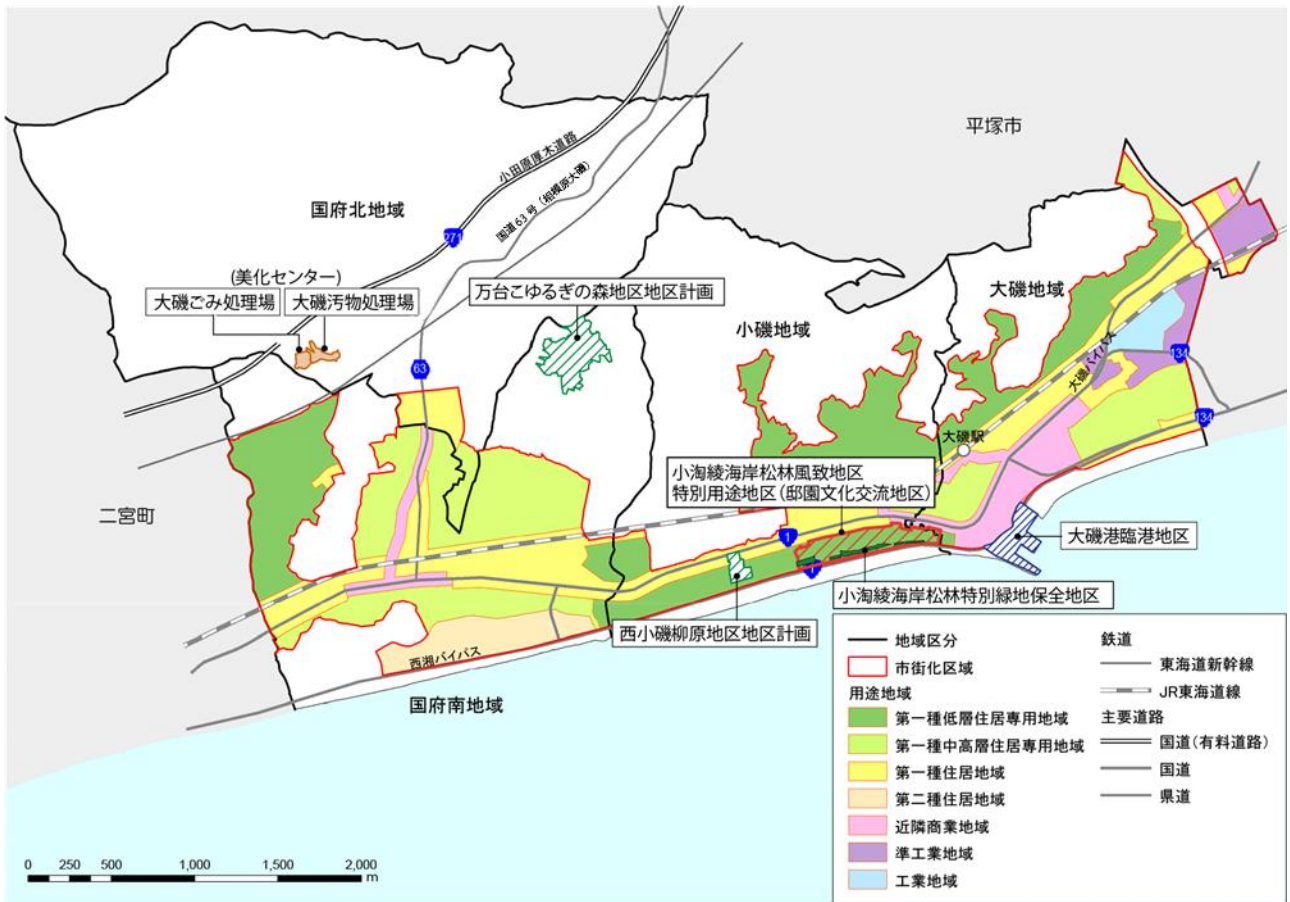 平塚市
小田原厚木道路
国道63号(相模原大磯)
国府北地域
271
(美化センター)
大磯ごみ処理場
大磯汚物処理場
万台こゆるぎの森地区地区計画
大磯地域
小磯地域
63
大磯バイパス
134
134
大磯駅
小淘綾海岸松林風致地区
特別用途地区(邸園文化交流地区)
二宮町
1
1
大磯港臨港地区
小淘綾海岸松林特別緑地保全地区
西小磯柳原地区地区計画
西湘バイパス
国府南地域
地域区分
市街化区域
用途地域
第一種低層住居専用地域
第一種中高層住居専用地域
第一種住居地域
第二種住居地域
近隣商業地域
準工業地域
工業地域
鉄道
東海道新幹線
JR東海道線
主要道路
国道(有料道路)
国道
県道
0 250 500 1,000 1,500 2,000
m